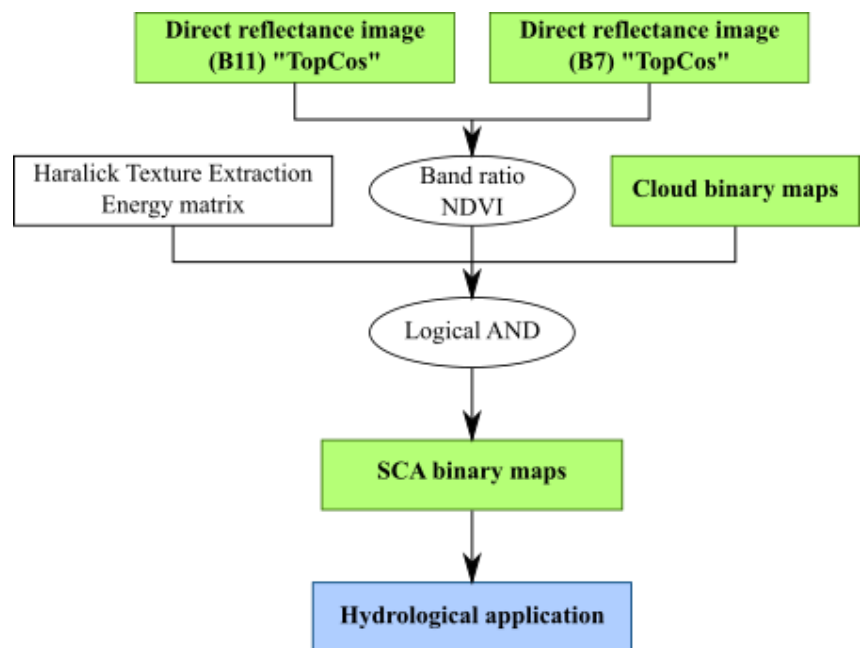 Direct reflectance image
(B11) "TopCos"
Direct reflectance image
(B7) "TopCos"
Haralick Texture Extraction
Energy matrix
Band ratio
NDVI
Cloud binary maps
Logical AND
SCA binary maps
Hydrological application